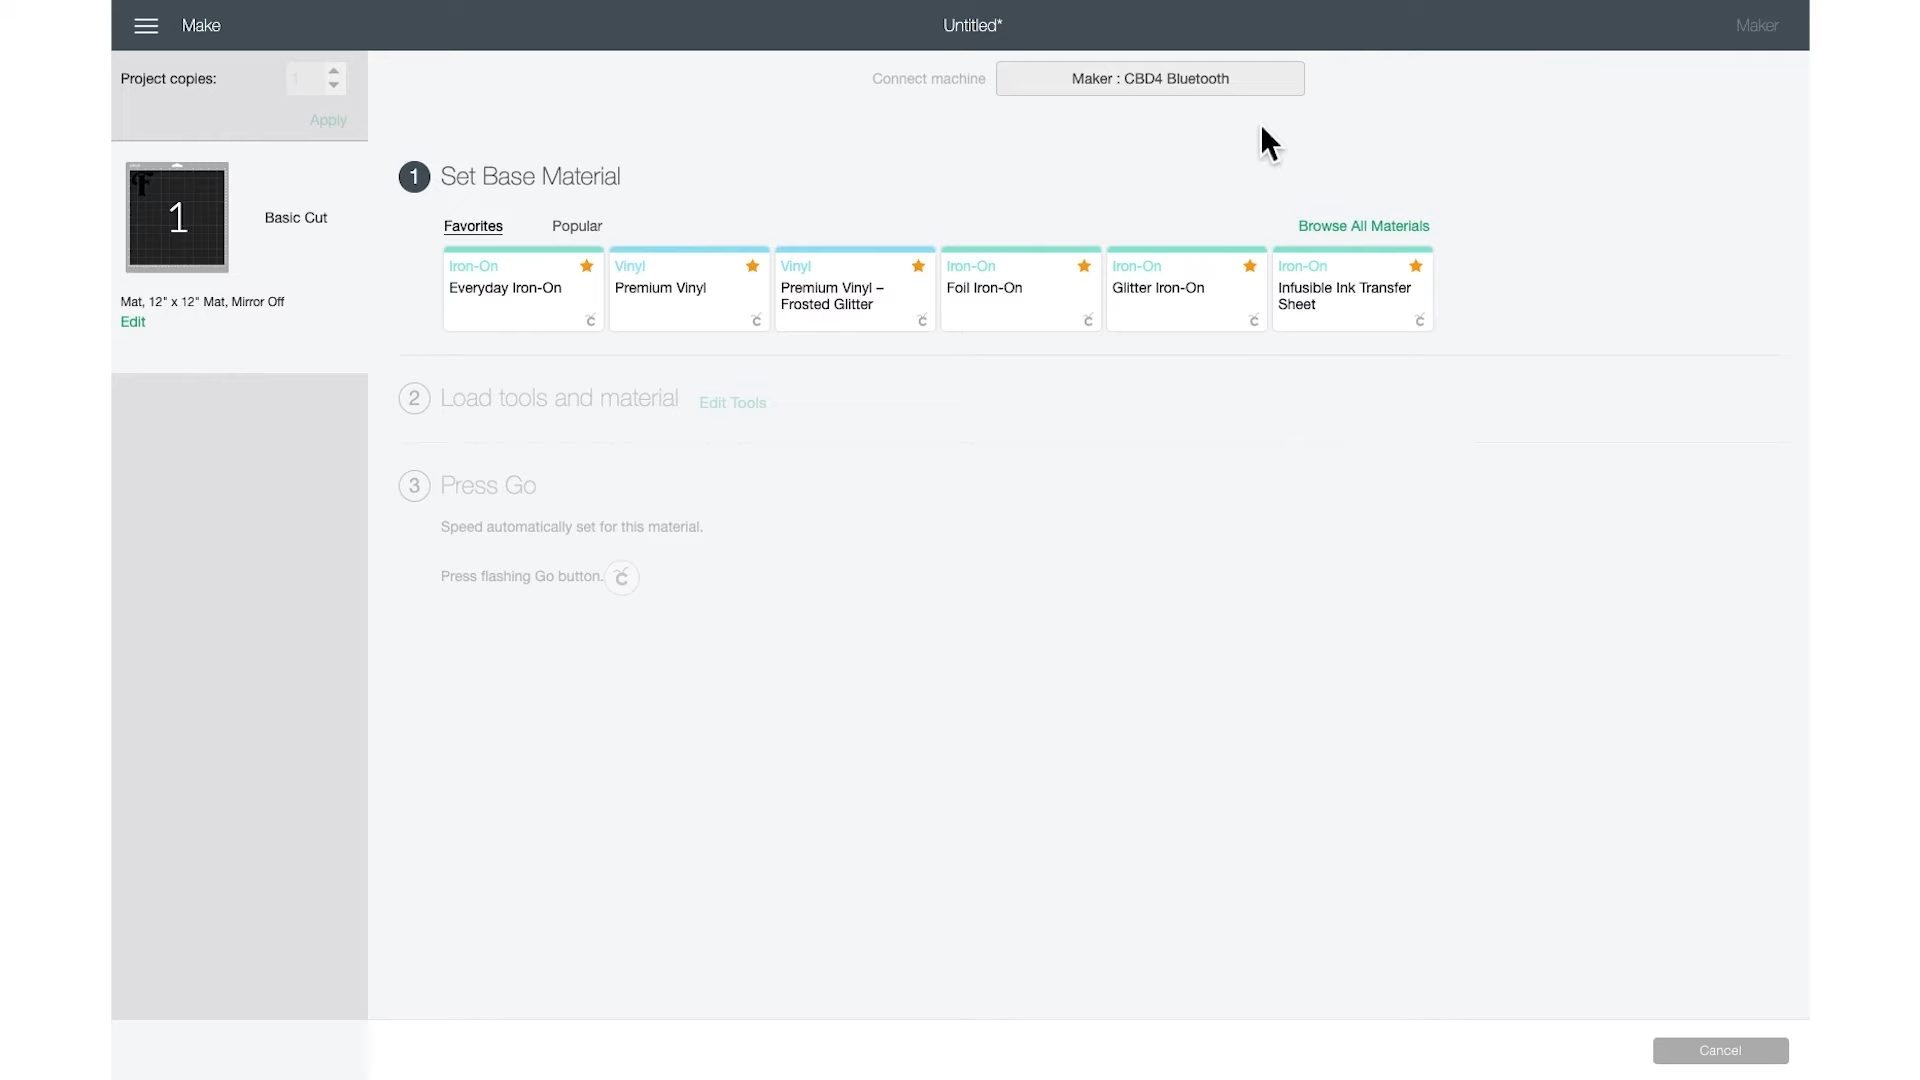 Make
Untitled*
Maker
Project copies:
1
Apply
Connect machine
Maker : CBD4 Bluetooth
F
1
Basic Cut
Mat, 12" x 12" Mat, Mirror Off
Edit
1 Set Base Material
Favorites
Popular
Browse All Materials
Iron-On
Everyday Iron-On
Vinyl
Premium Vinyl
Vinyl
Premium Vinyl –
Frosted Glitter
Iron-On
Foil Iron-On
Iron-On
Glitter Iron-On
Iron-On
Infusible Ink Transfer
Sheet
2 Load tools and material
Edit Tools
3 Press Go
Speed automatically set for this material.
Press flashing Go button.
Cancel